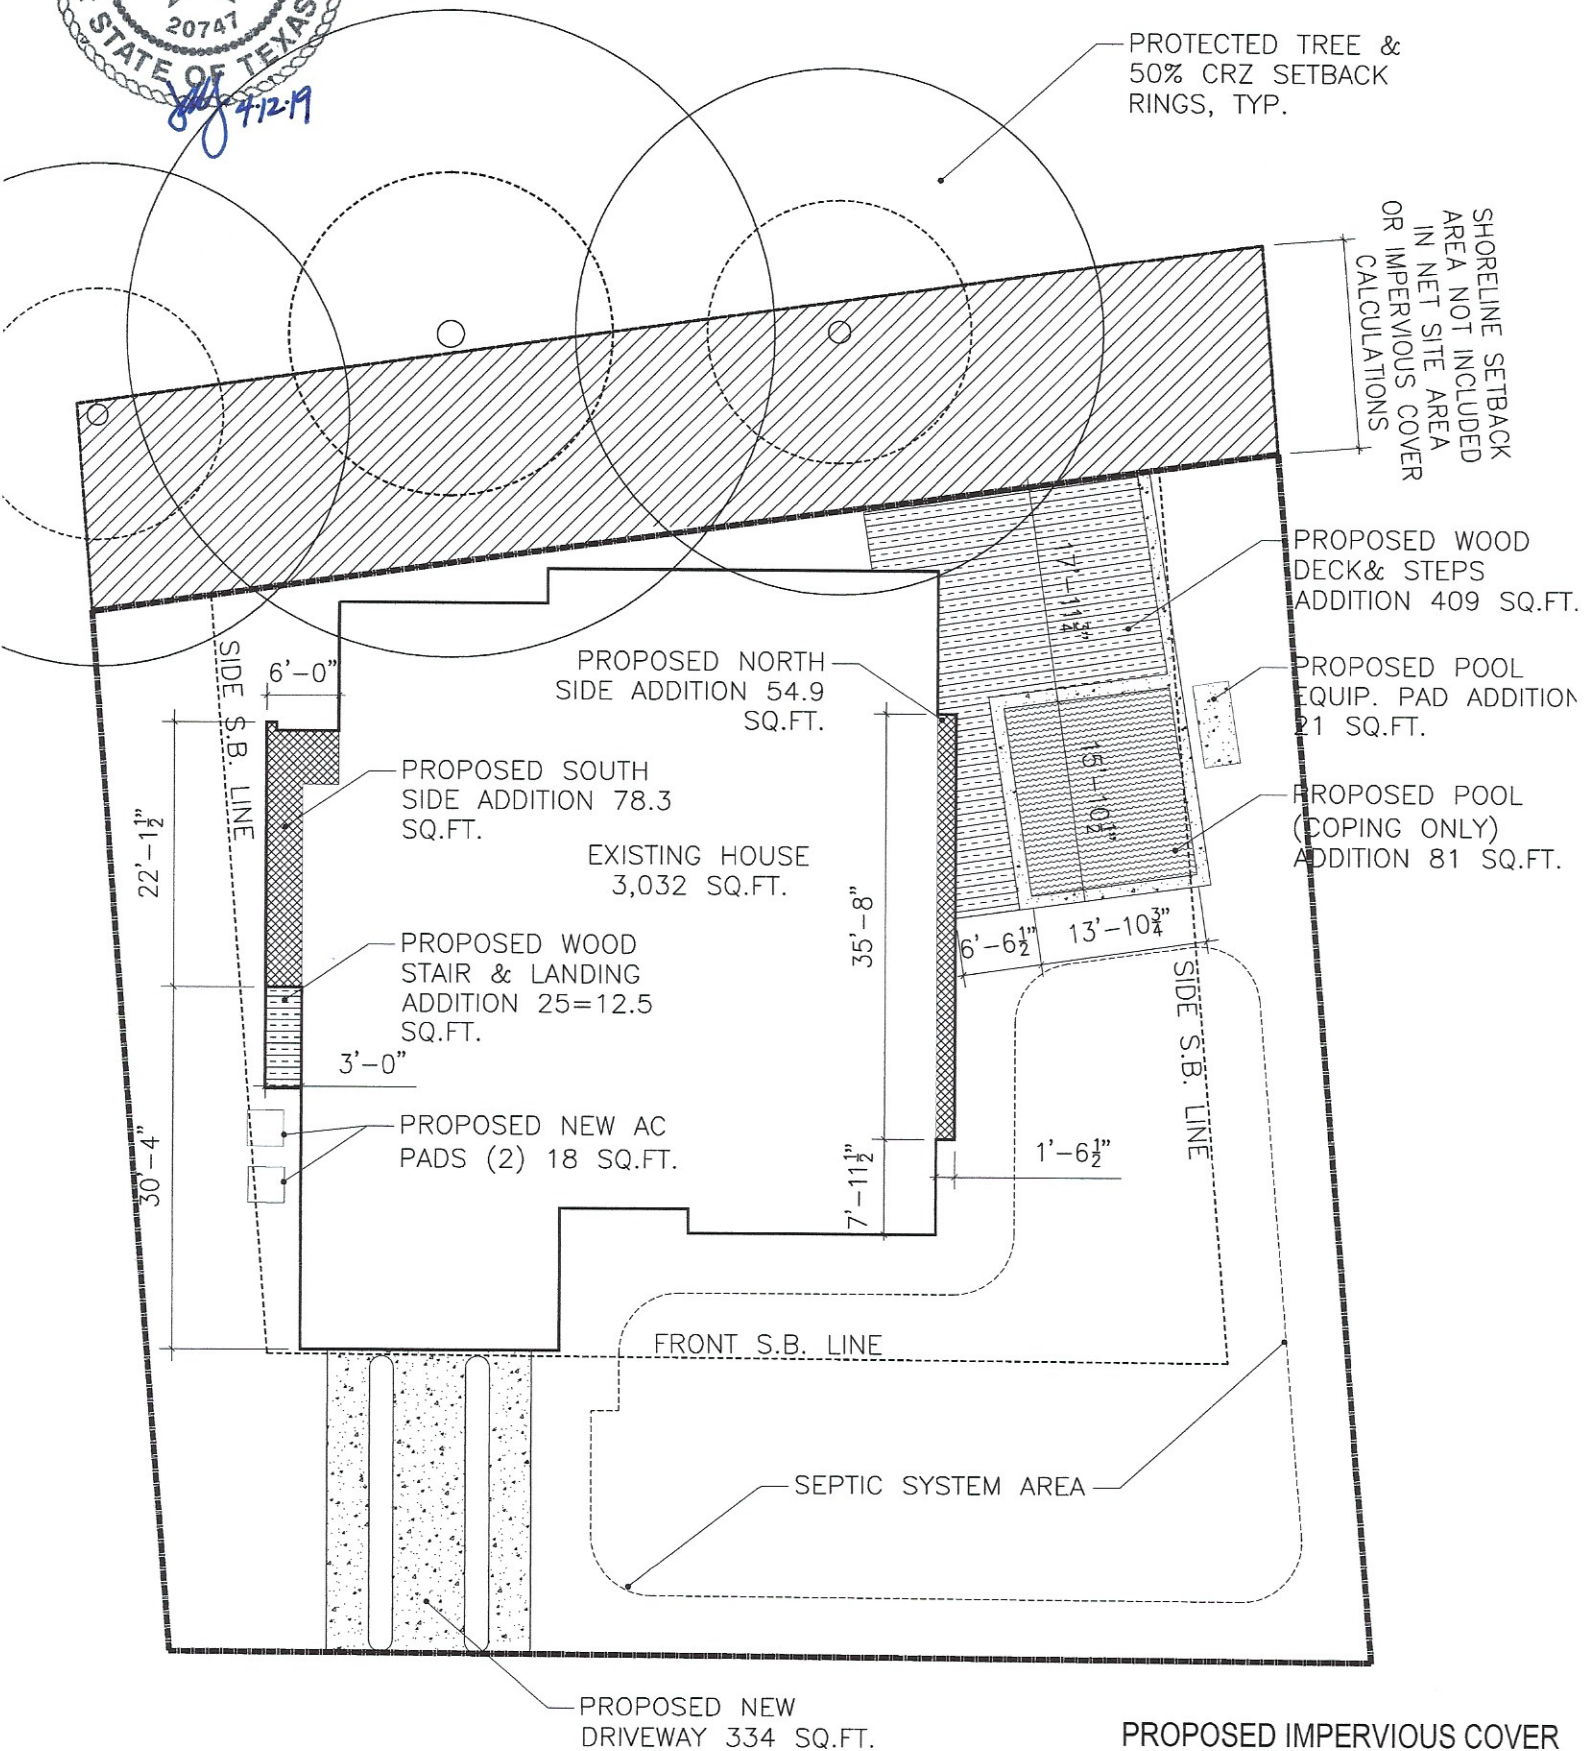 20747
STATE OF TEXAS
4·12·19
PROTECTED TREE &
50% CRZ SETBACK
RINGS, TYP.
SHORELINE SETBACK
AREA NOT INCLUDED
IN NET SITE AREA
OR IMPERVIOUS COVER
CALCULATIONS
PROPOSED WOOD
DECK& STEPS
ADDITION 409 SQ.FT.
17'-11¾"
SIDE S.B. LINE
6'-0"
PROPOSED NORTH
SIDE ADDITION 54.9
SQ.FT.
PROPOSED POOL
EQUIP. PAD ADDITION
21 SQ.FT.
PROPOSED SOUTH
SIDE ADDITION 78.3
SQ.FT.
22'-1½"
15'-10½"
PROPOSED POOL
(COPING ONLY)
ADDITION 81 SQ.FT.
EXISTING HOUSE
3,032 SQ.FT.
35'-8"
6'-6½"
13'-10¾"
PROPOSED WOOD
STAIR & LANDING
ADDITION 25=12.5
SQ.FT.
3'-0"
SIDE S.B. LINE
PROPOSED NEW AC
PADS (2) 18 SQ.FT.
30'-4"
7'-11½"
1'-6½"
FRONT S.B. LINE
SEPTIC SYSTEM AREA
PROPOSED NEW
DRIVEWAY 334 SQ.FT.
PROPOSED IMPERVIOUS COVER